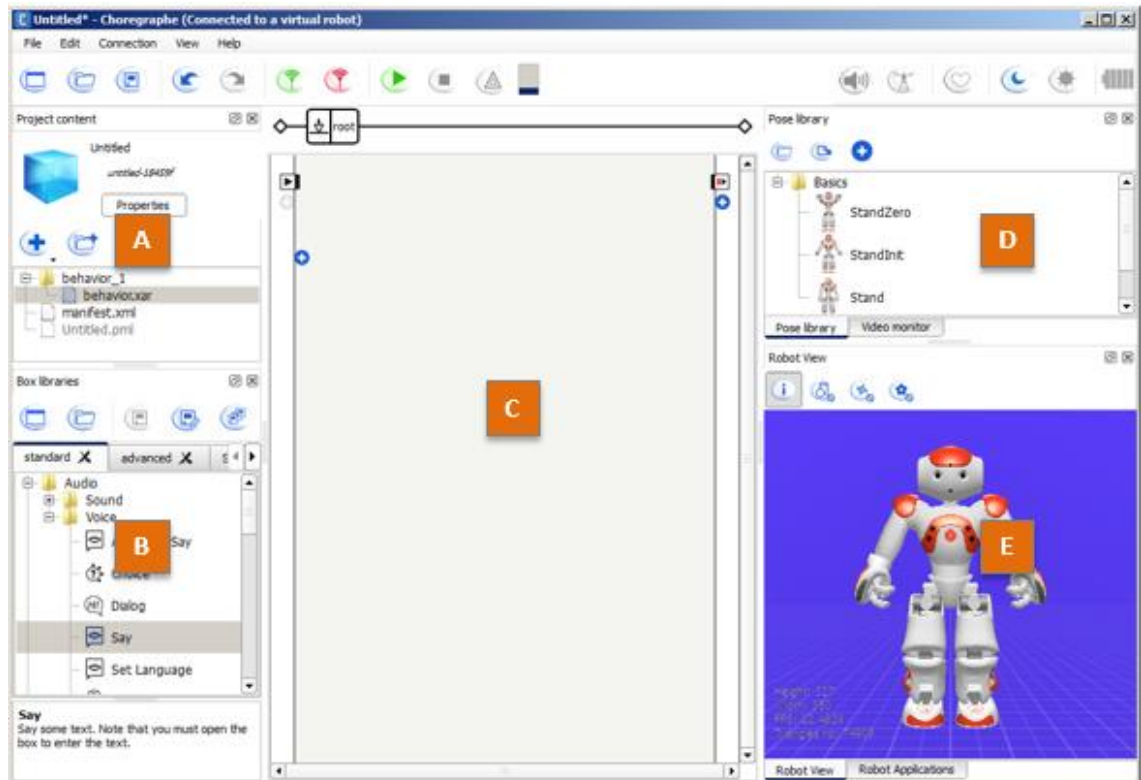 Untitled* - Choregraphe (Connected to a virtual robot)
File Edit Connection View Help
Project content
Untitled
Properties
A
behavior_1
behavior.xar
manifest.xml
Untitled.pml
Box libraries
standard advanced
Audio
Sound
Voice
Say
B
Dialog
Say
Set Language
Say
Say some text. Note that you must open the
box to enter the text.
root
C
Pose library
Basics
StandZero
StandInit
Stand
D
Pose library Video monitor
Robot View
E
Robot View Robot Applications